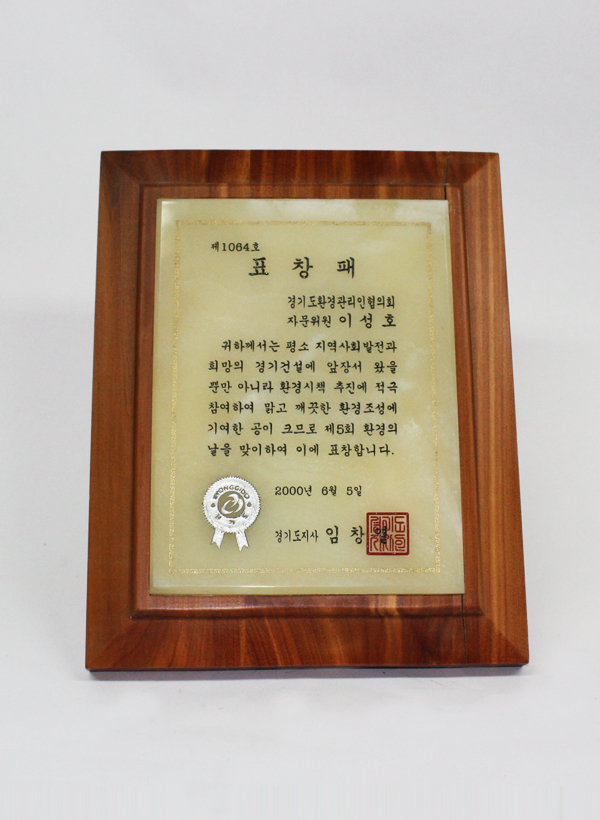 제1064호
표 창 패
경기도환경관리인협의회
자문위원 이 성 호
귀하께서는 평소 지역사회발전과
희망의 경기건설에 앞장서 왔을
뿐만 아니라 환경시책 추진에 적극
참여하여 맑고 깨끗한 환경조성에
기여한 공이 크므로 제5회 환경의
날을 맞이하여 이에 표창합니다.
2000년 6월 5일
KYONGGIDO
경기도
경기도지사 임 창 열